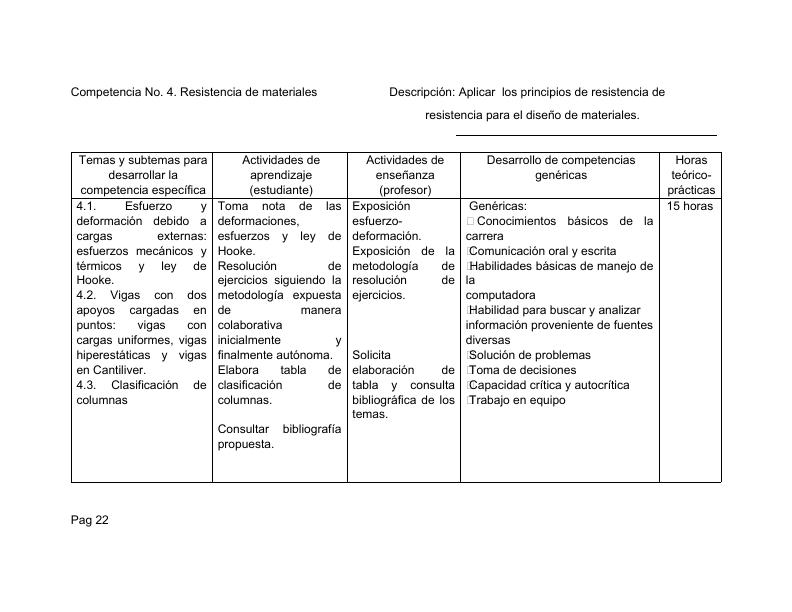 Competencia No. 4. Resistencia de materiales
Descripción: Aplicar los principios de resistencia de
resistencia para el diseño de materiales.
Temas y subtemas para
desarrollar la
competencia específica
Actividades de
aprendizaje
(estudiante)
Actividades de
enseñanza
(profesor)
Desarrollo de competencias
genéricas
Horas
teórico-
prácticas
4.1. Esfuerzo y
deformación debido a
cargas externas:
esfuerzos mecánicos y
térmicos y ley de
Hooke.
4.2. Vigas con dos
apoyos cargadas en
puntos: vigas con
cargas uniformes, vigas
hiperestáticas y vigas
en Cantiliver.
4.3. Clasificación de
columnas
Toma nota de las
deformaciones,
esfuerzos y ley de
Hooke.
Resolución de
ejercicios siguiendo la
metodología expuesta
de manera
colaborativa
inicialmente y
finalmente autónoma.
Elabora tabla de
clasificación de
columnas.
Consultar bibliografía
propuesta.
Exposición
esfuerzo-
deformación.
Exposición de la
metodología de
resolución de
ejercicios.
Solicita
elaboración de
tabla y consulta
bibliográfica de los
temas.
Genéricas:
Conocimientos básicos de la
carrera
Comunicación oral y escrita
Habilidades básicas de manejo de
la
computadora
Habilidad para buscar y analizar
información proveniente de fuentes
diversas
Solución de problemas
Toma de decisiones
Capacidad crítica y autocrítica
Trabajo en equipo
15 horas
Pag 22